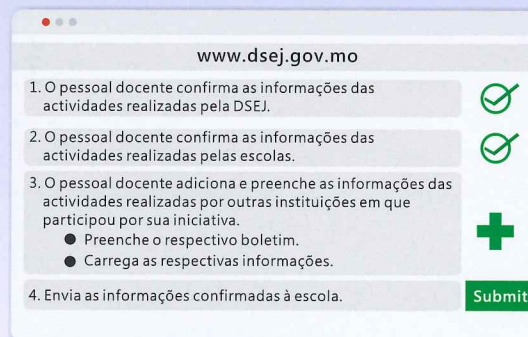 www.dsej.gov.mo
1. O pessoal docente confirma as informações das
actividades realizadas pela DSEJ.
2. O pessoal docente confirma as informações das
actividades realizadas pelas escolas.
3. O pessoal docente adiciona e preenche as informações das
actividades realizadas por outras instituições em que
participou por sua iniciativa.
● Preenche o respectivo boletim.
● Carrega as respectivas informações.
4. Envia as informações confirmadas à escola.
Submit